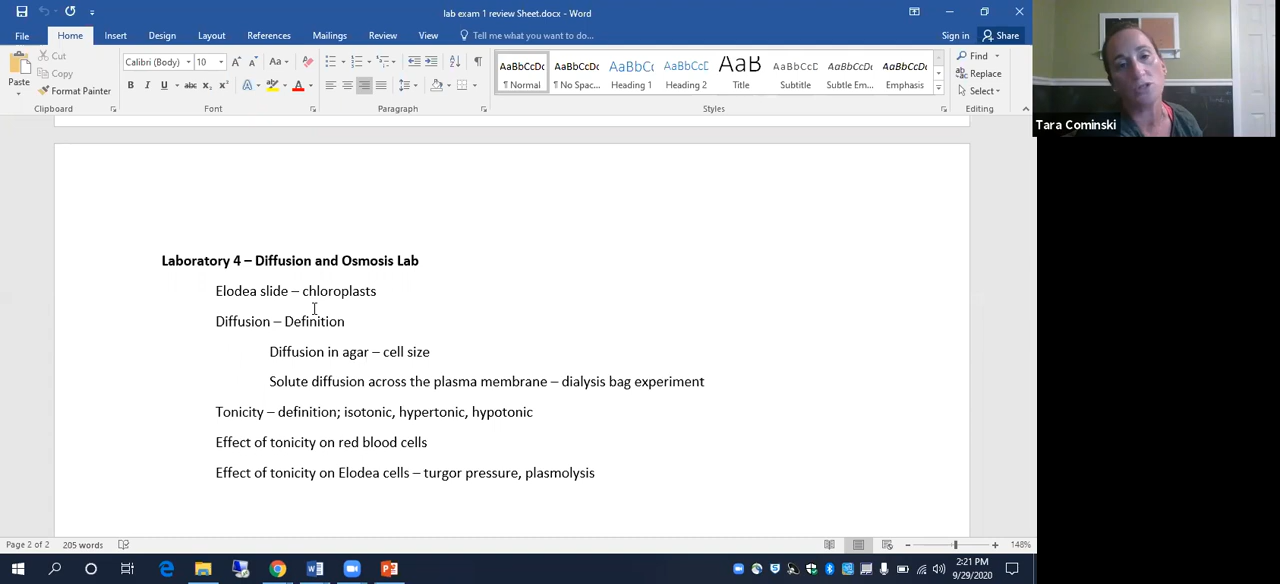 lab exam 1 review Sheet.docx - Word
File Home Insert Design Layout References Mailings Review View Tell me what you want to do... Sign in Share
Paste
Cut
Copy
Format Painter
Clipboard
Calibri (Body) 10
Font
Paragraph
AaBbCcDc AaBbCcDc AaBbCc AaBbCcD AaB AaBbCcD AaBbCcDc AaBbCcDc
¶ Normal ¶ No Spac... Heading 1 Heading 2 Title Subtitle Subtle Em... Emphasis
Styles
Find
Replace
Select
Editing
Tara Cominski
Laboratory 4 – Diffusion and Osmosis Lab
Elodea slide – chloroplasts
Diffusion – Definition
Diffusion in agar – cell size
Solute diffusion across the plasma membrane – dialysis bag experiment
Tonicity – definition; isotonic, hypertonic, hypotonic
Effect of tonicity on red blood cells
Effect of tonicity on Elodea cells – turgor pressure, plasmolysis
Page 2 of 2 205 words 148%
2:21 PM
9/29/2020